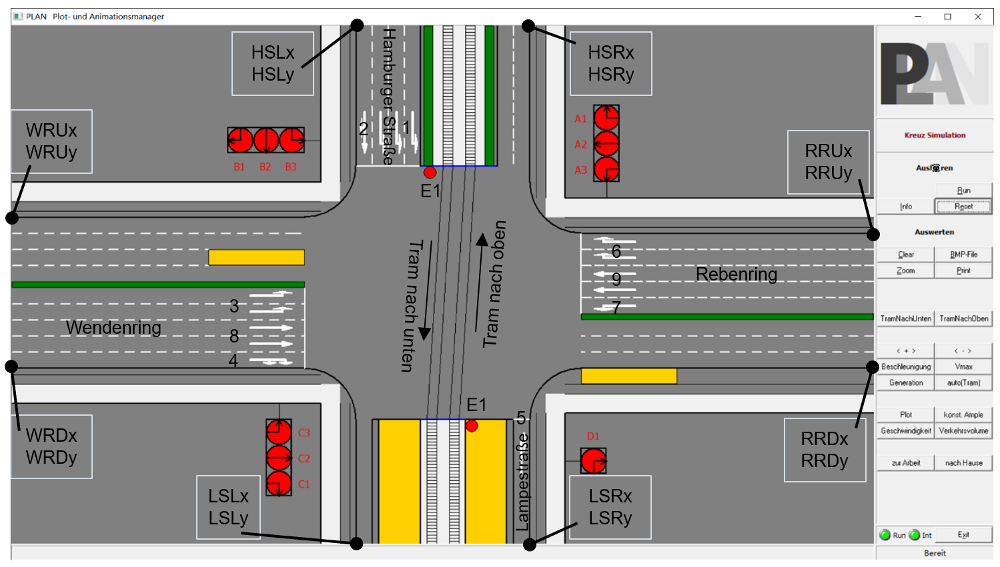 PLAN Plot- und Animationsmanager
HSLx
HSLy
Hamburger Straße
HSRx
HSRy
PLAN
WRUx
WRUy
2
1
A1
A2
A3
B1
B2
B3
RRUx
RRUy
Kreuz Simulation
E1
Run
Info
Reset
Auswerten
Clear
BMP-File
Zoom
Print
Tram nach unten
Tram nach oben
6
9
7
Rebenring
3
8
4
Wendenring
TramNachUnten
TramNachOben
< + >
< - >
Beschleunigung
Vmax
Generation
auto(Tram)
E1
5
Lampestraße
Plot
konst. Ample
Geschwindigkeit
Verkehrsvolume
zur Arbeit
nach Hause
WRDx
WRDy
C3
C2
C1
D1
RRDx
RRDy
LSLx
LSLy
LSRx
LSRy
Run
Int
Exit
Bereit